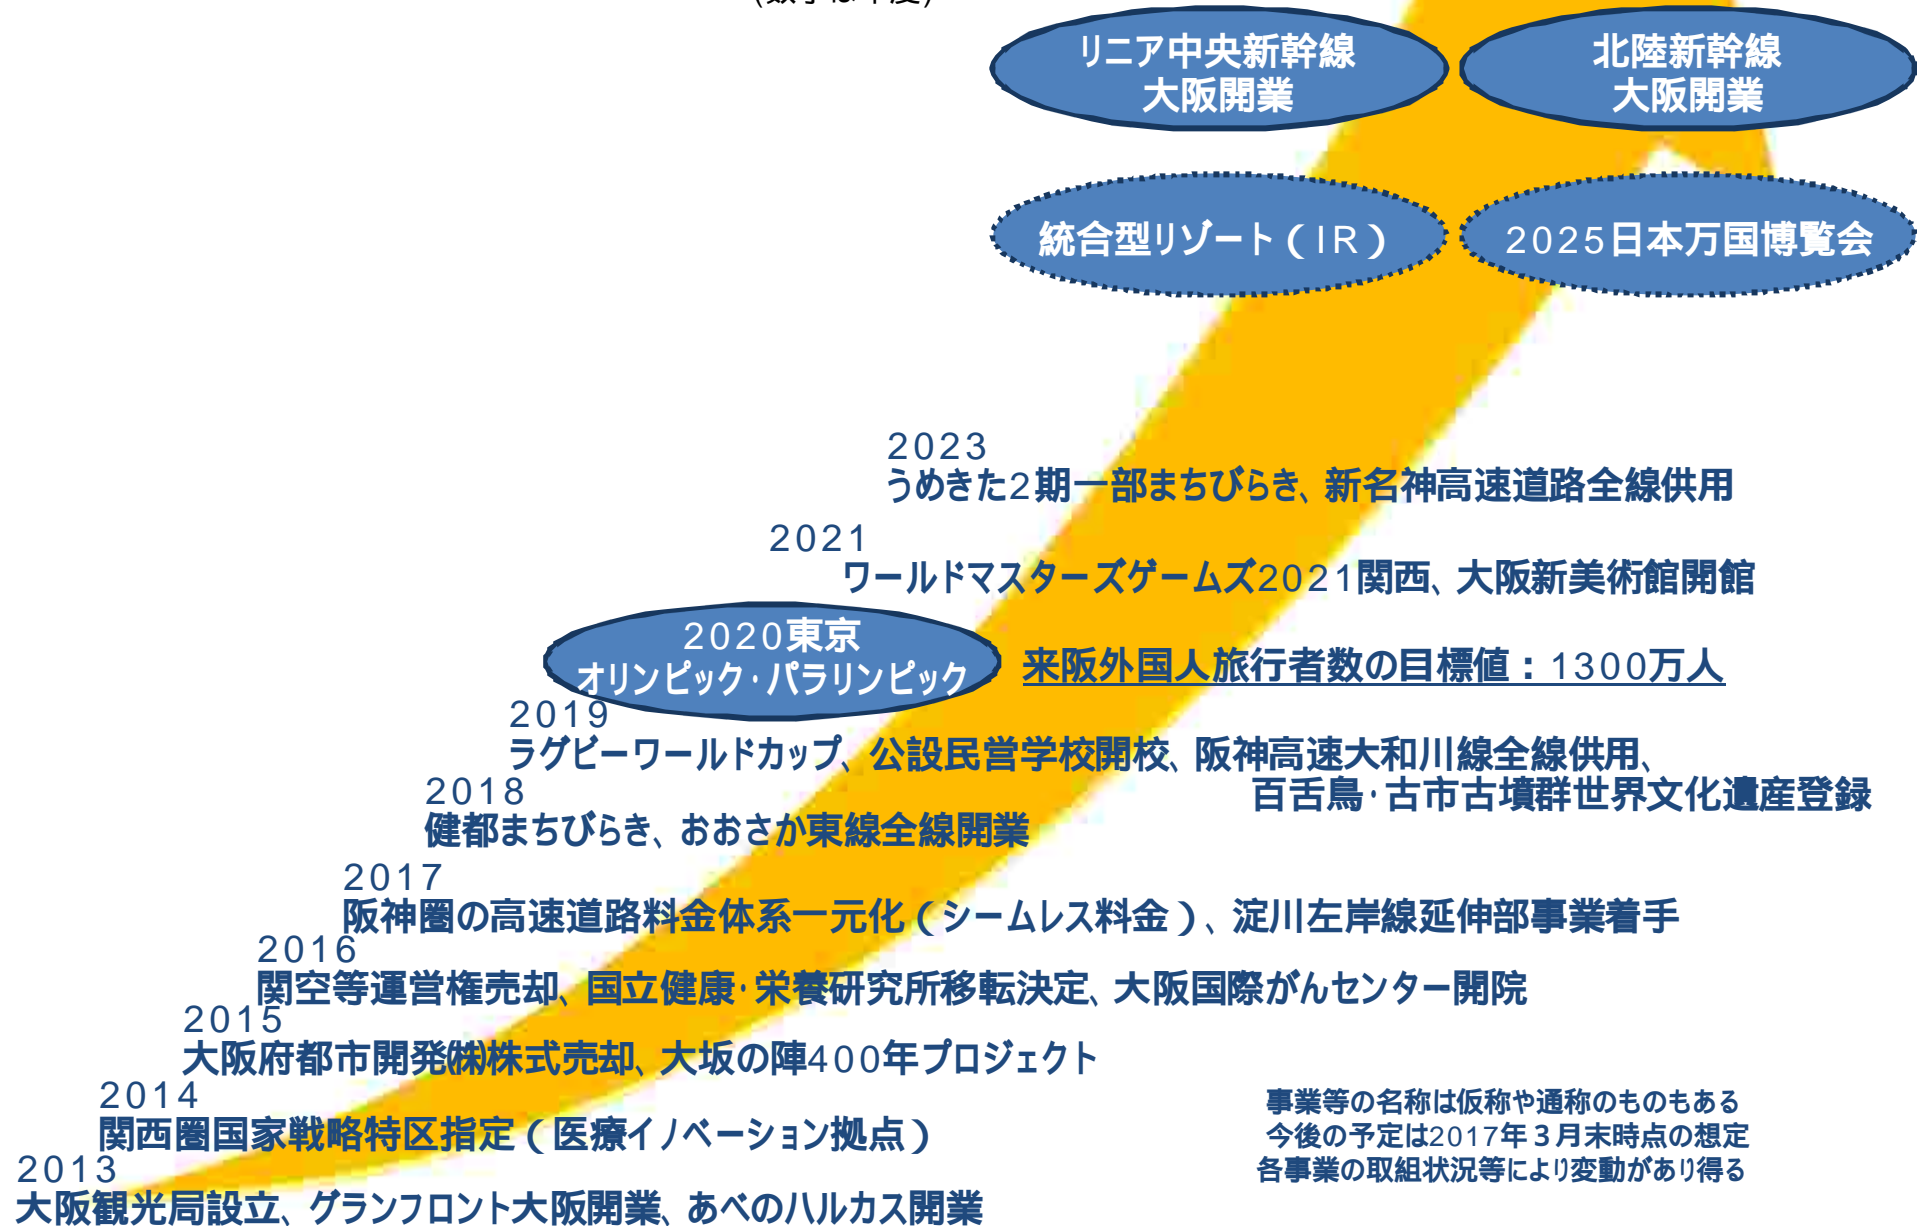 リニア中央新幹線
大阪開業
北陸新幹線
大阪開業
統合型リゾート(IR)
2025日本万国博覧会
2023
うめきた2期一部まちびらき、新名神高速道路全線供用
2021
ワールドマスターズゲームズ2021関西、大阪新美術館開館
2020東京
オリンピック・パラリンピック
来阪外国人旅行者数の目標値:1300万人
2019
ラグビーワールドカップ、公設民営学校開校、阪神高速大和川線全線供用、
百舌鳥・古市古墳群世界文化遺産登録
2018
健都まちびらき、おおさか東線全線開業
2017
阪神圏の高速道路料金体系一元化(シームレス料金)、淀川左岸線延伸部事業着手
2016
関空等運営権売却、国立健康・栄養研究所移転決定、大阪国際がんセンター開院
2015
大阪府都市開発㈱株式売却、大坂の陣400年プロジェクト
2014
関西圏国家戦略特区指定(医療イノベーション拠点)
2013
大阪観光局設立、グランフロント大阪開業、あべのハルカス開業
事業等の名称は仮称や通称のものもある
今後の予定は2017年3月末時点の想定
各事業の取組状況等により変動があり得る